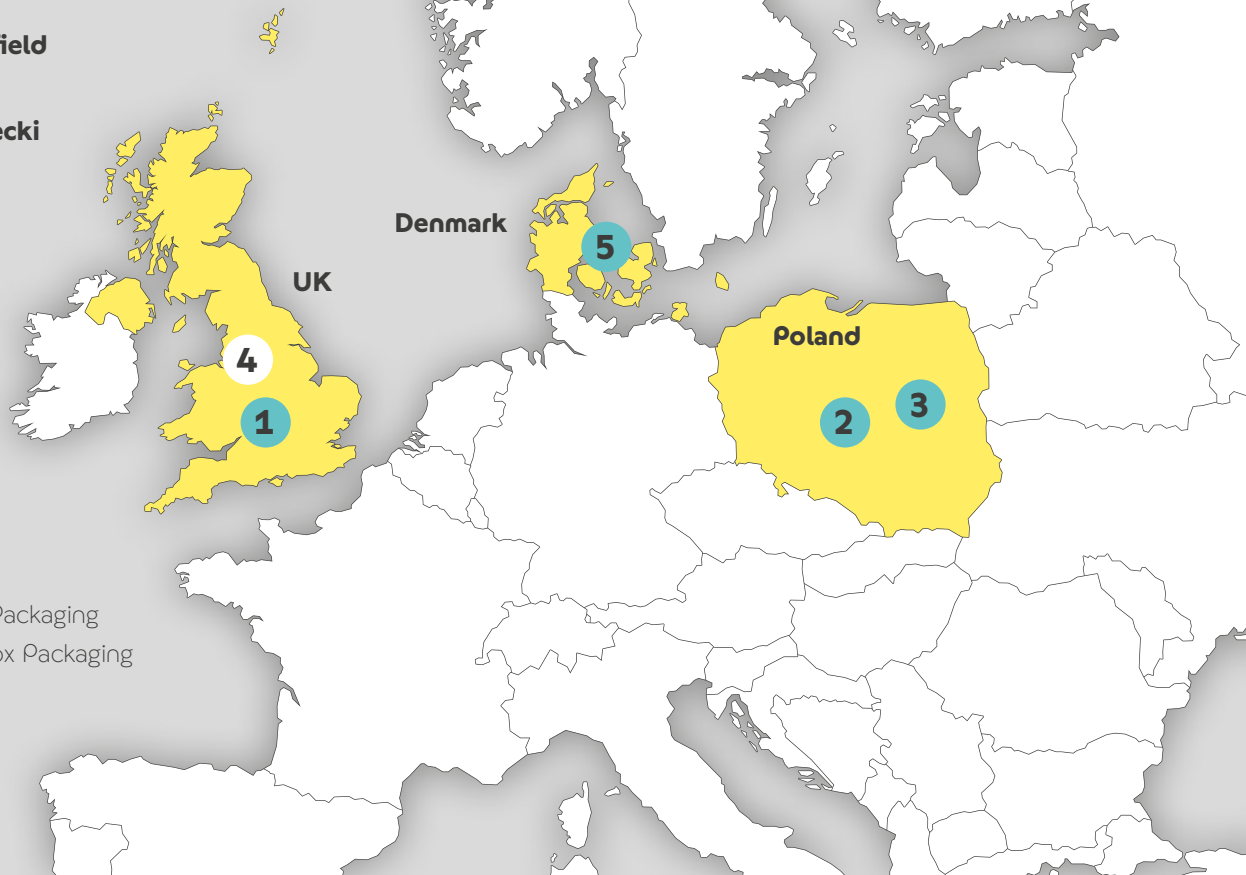 ield
ecki
Denmark
5
UK
Poland
4
3
2
1
Packaging
ox Packaging